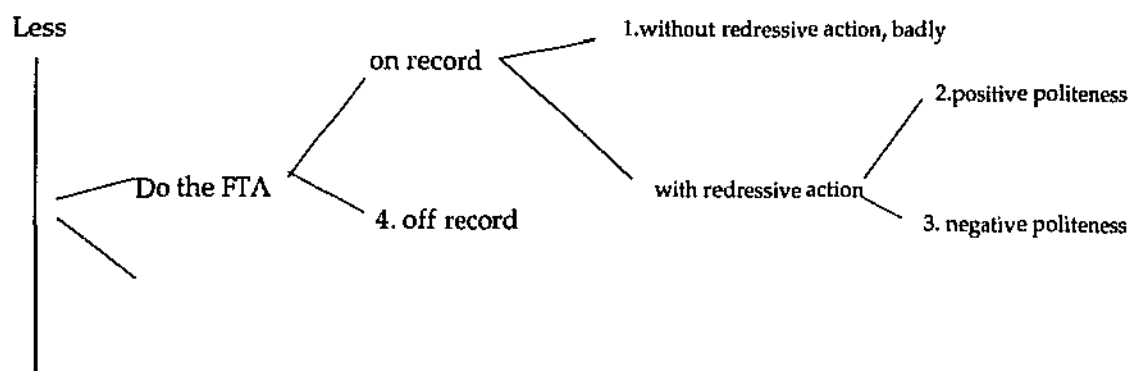 Less
1.without redressive action, badly
on record
2.positive politeness
Do the FTA
with redressive action
4. off record
3. negative politeness